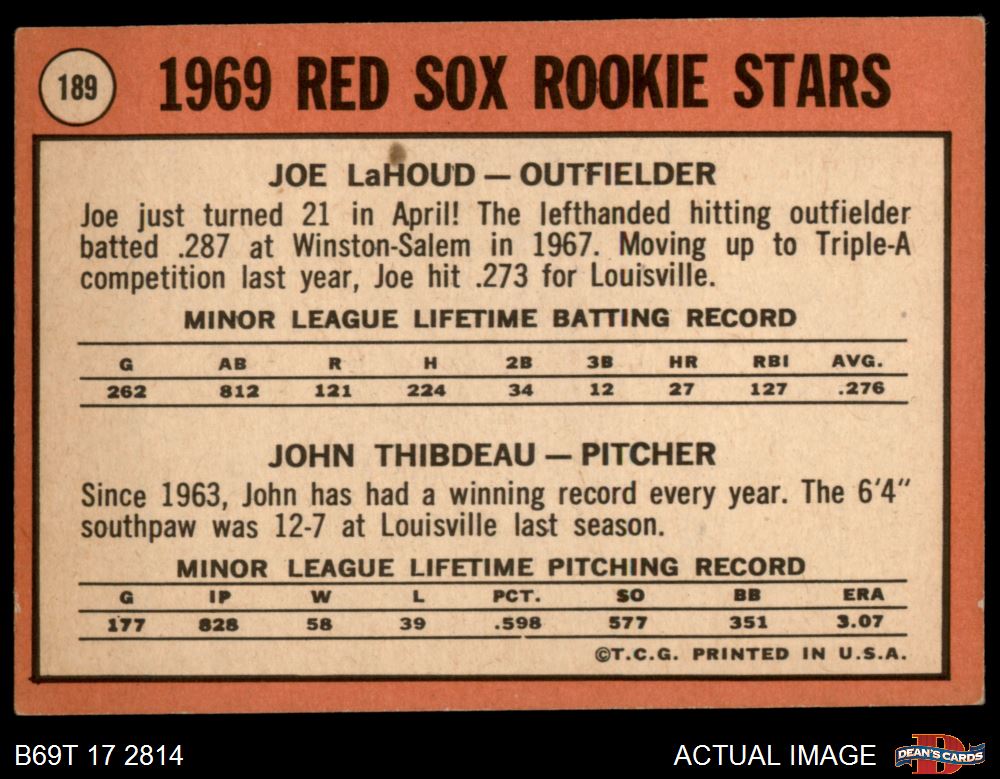 189
1969 RED SOX ROOKIE STARS
JOE LaHOUD — OUTFIELDER
Joe just turned 21 in April! The lefthanded hitting outfielder
batted .287 at Winston-Salem in 1967. Moving up to Triple-A
competition last year, Joe hit .273 for Louisville.
MINOR LEAGUE LIFETIME BATTING RECORD
G AB R H 2B 3B HR RBI AVG.
262 812 121 224 34 12 27 127 .276
JOHN THIBDEAU — PITCHER
Since 1963, John has had a winning record every year. The 6'4"
southpaw was 12-7 at Louisville last season.
MINOR LEAGUE LIFETIME PITCHING RECORD
G IP W L PCT. SO BB ERA
177 828 58 39 .598 577 351 3.07
©T.C.G. PRINTED IN U.S.A.
B69T 17 2814
ACTUAL IMAGE
DEAN'S CARDS